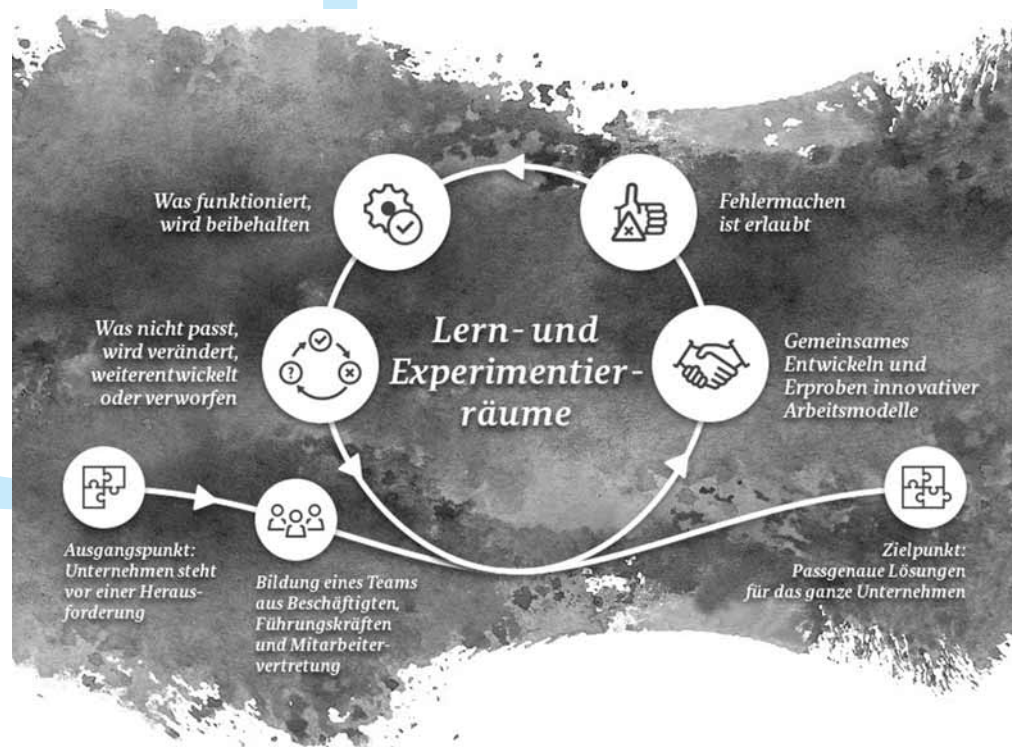 Was funktioniert,
wird beibehalten
Fehlermachen
ist erlaubt
Was nicht passt,
wird verändert,
weiterentwickelt
oder verworfen
Lern- und
Experimentier-
räume
Gemeinsames
Entwickeln und
Erproben innovativer
Arbeitsmodelle
Ausgangspunkt:
Unternehmen steht
vor einer Heraus-
forderung
Bildung eines Teams
aus Beschäftigten,
Führungskräften
und Mitarbeiter-
vertretung
Zielpunkt:
Passgenaue Lösungen
für das ganze Unternehmen